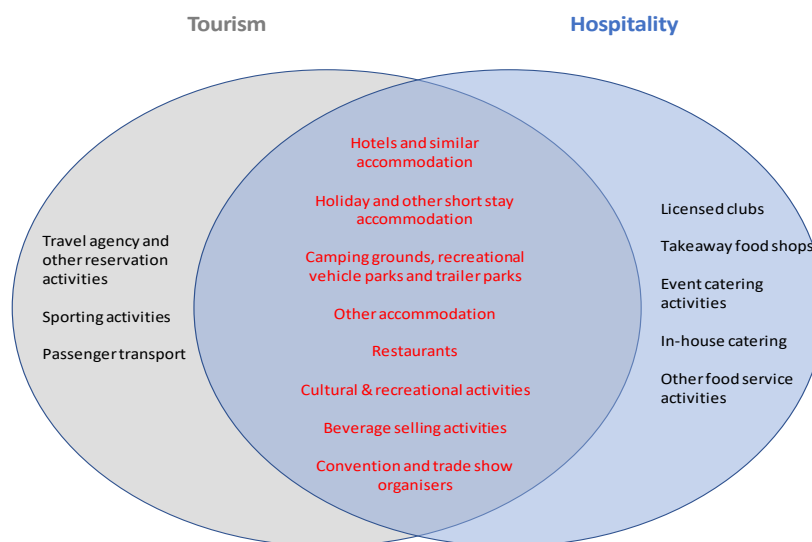 Tourism
Hospitality
Travel agency and
other reservation
activities
Sporting activities
Passenger transport
Hotels and similar
accommodation
Holiday and other short stay
accommodation
Camping grounds, recreational
vehicle parks and trailer parks
Other accommodation
Restaurants
Cultural & recreational activities
Beverage selling activities
Convention and trade show
organisers
Licensed clubs
Takeaway food shops
Event catering
activities
In-house catering
Other food service
activities